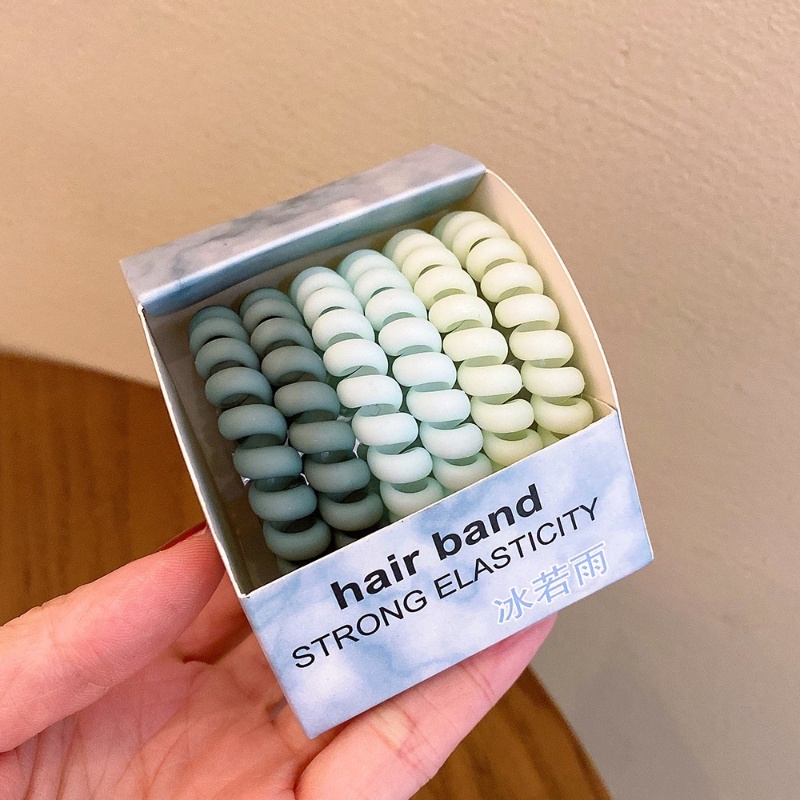 hair band
STRONG ELASTICITY
冰若雨